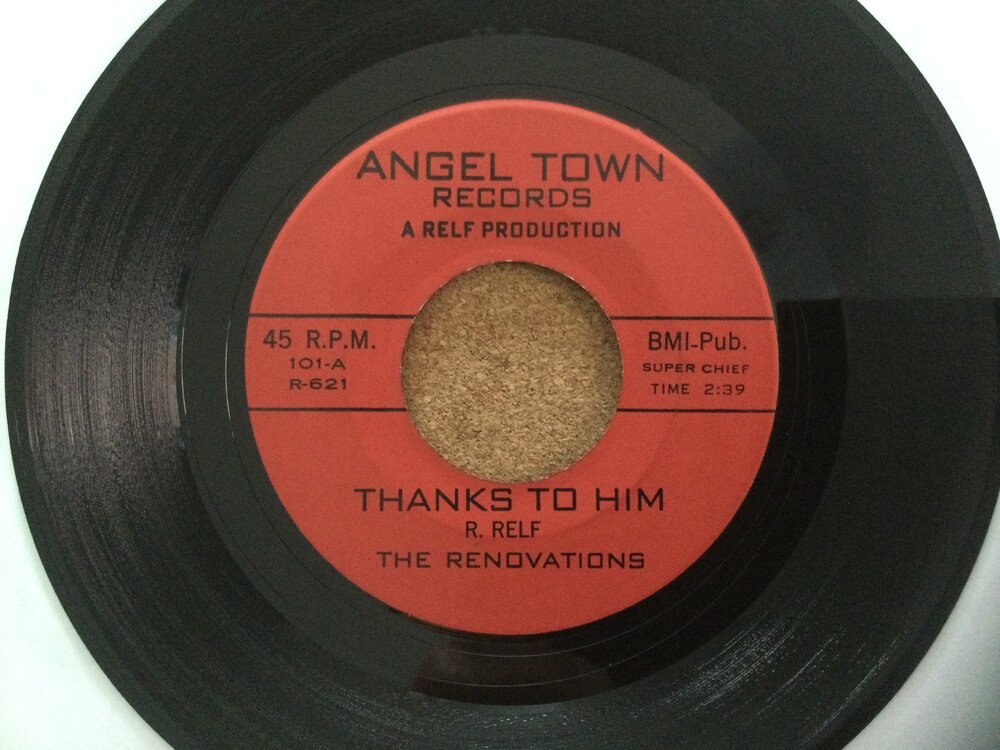 ANGEL TOWN
RECORDS
A RELF PRODUCTION
45 R.P.M.
101-A
R-621
BMI-Pub.
SUPER CHIEF
TIME 2:39
THANKS TO HIM
R. RELF
THE RENOVATIONS